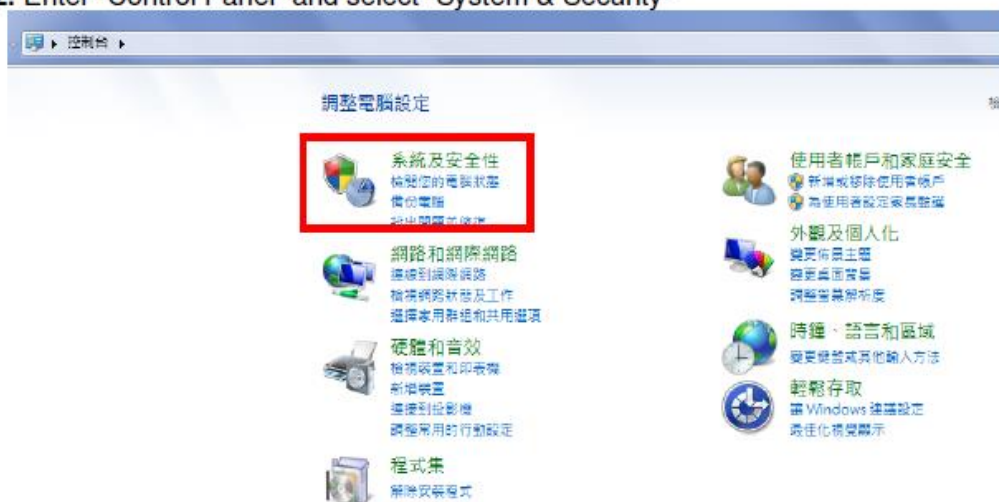 2. Enter "Control Panel" and select "System & Security"
控制台
調整電腦設定
檢
系統及安全性
檢閱您的電腦狀態
備份電腦
找出問題並修復
網路和網際網路
連線到網際網路
檢視網路狀態及工作
選擇家用群組和共用選項
硬體和音效
檢視裝置和印表機
新增裝置
連接到投影機
調整常用的行動設定
程式集
解除安裝程式
使用者帳戶和家庭安全
新增或移除使用者帳戶
為使用者設定家長監護
外觀及個人化
變更佈景主題
變更桌面背景
調整螢幕解析度
時鐘、語言和區域
變更鍵盤或其他輸入方法
輕鬆存取
讓 Windows 建議設定
最佳化視覺顯示